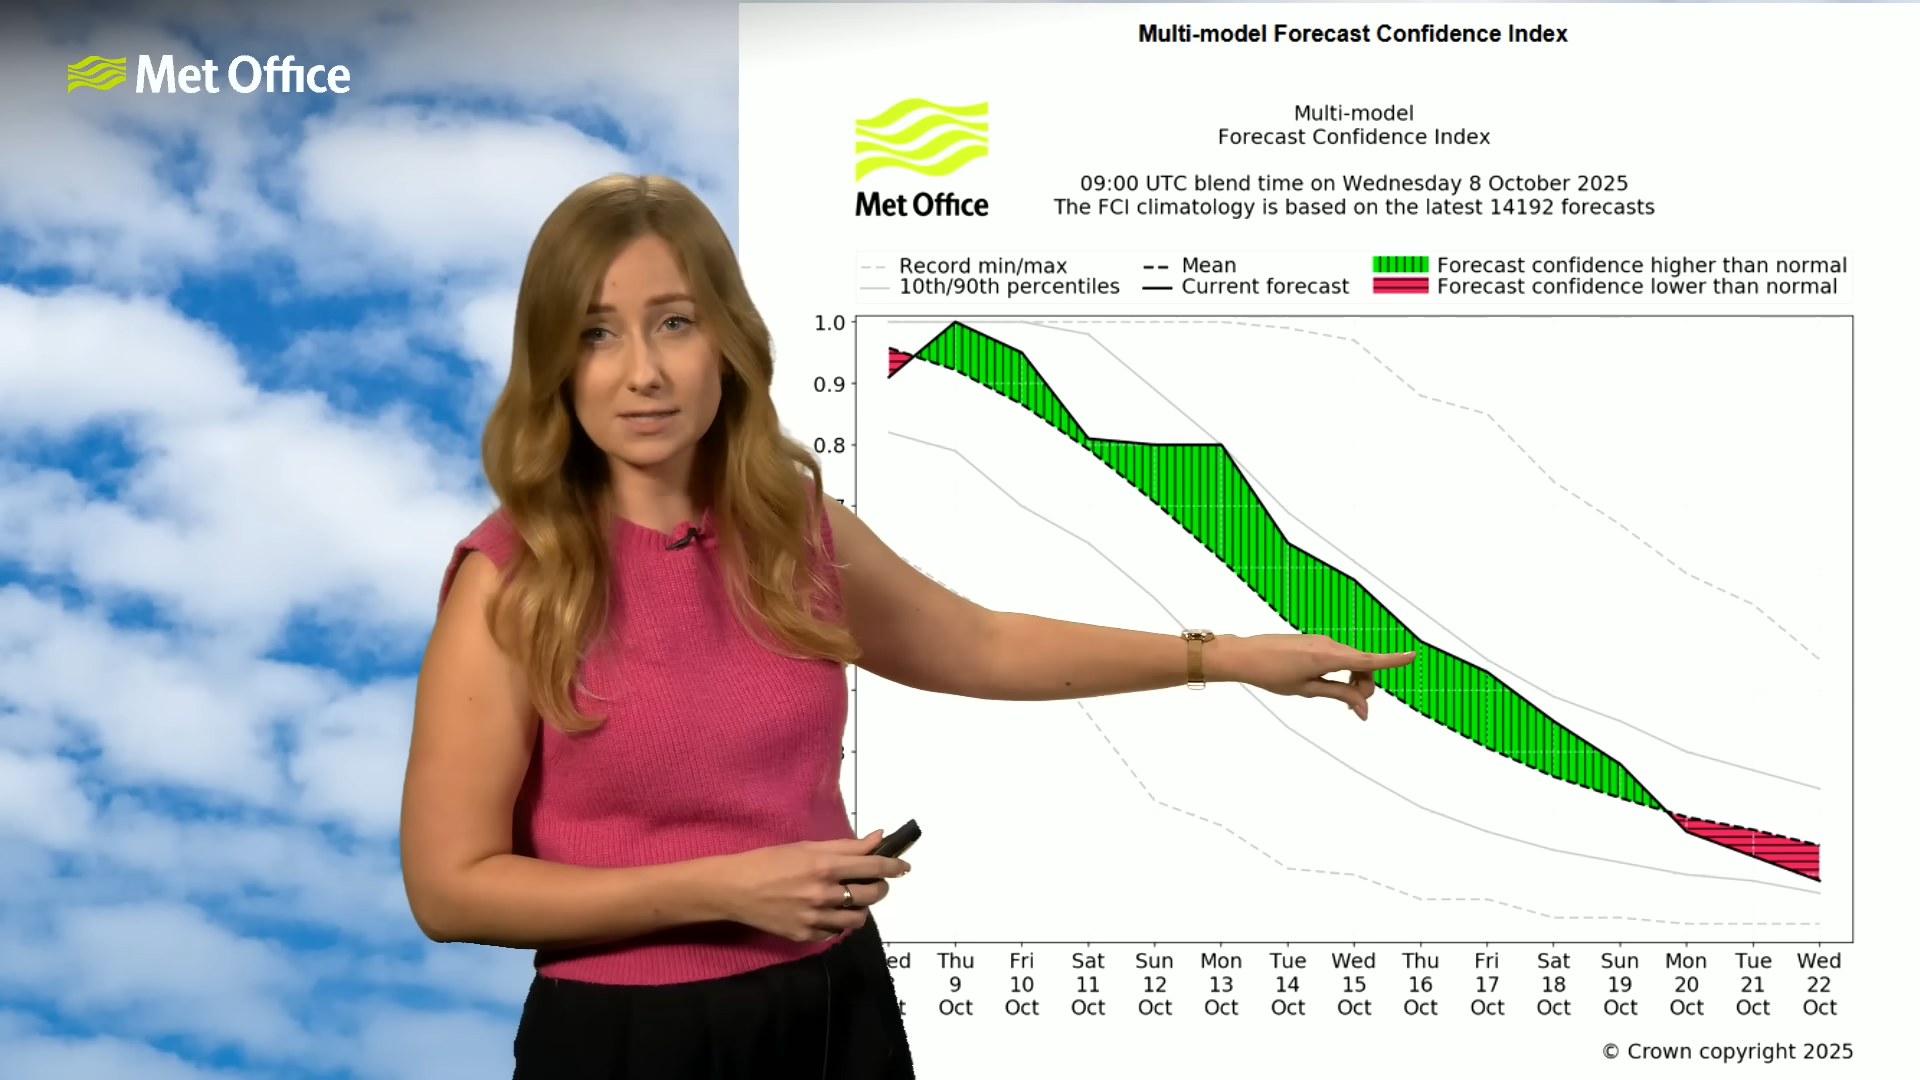 Met Office
Multi-model Forecast Confidence Index
Met Office
Multi-model
Forecast Confidence Index
09:00 UTC blend time on Wednesday 8 October 2025
The FCI climatology is based on the latest 14192 forecasts
Record min/max
10th/90th percentiles
Mean
Current forecast
Forecast confidence higher than normal
Forecast confidence lower than normal
1.0
0.9
0.8
ed Thu Fri Sat Sun Mon Tue Wed Thu Fri Sat Sun Mon Tue Wed
9 10 11 12 13 14 15 16 17 18 19 20 21 22
t Oct Oct Oct Oct Oct Oct Oct Oct Oct Oct Oct Oct Oct Oct
© Crown copyright 2025